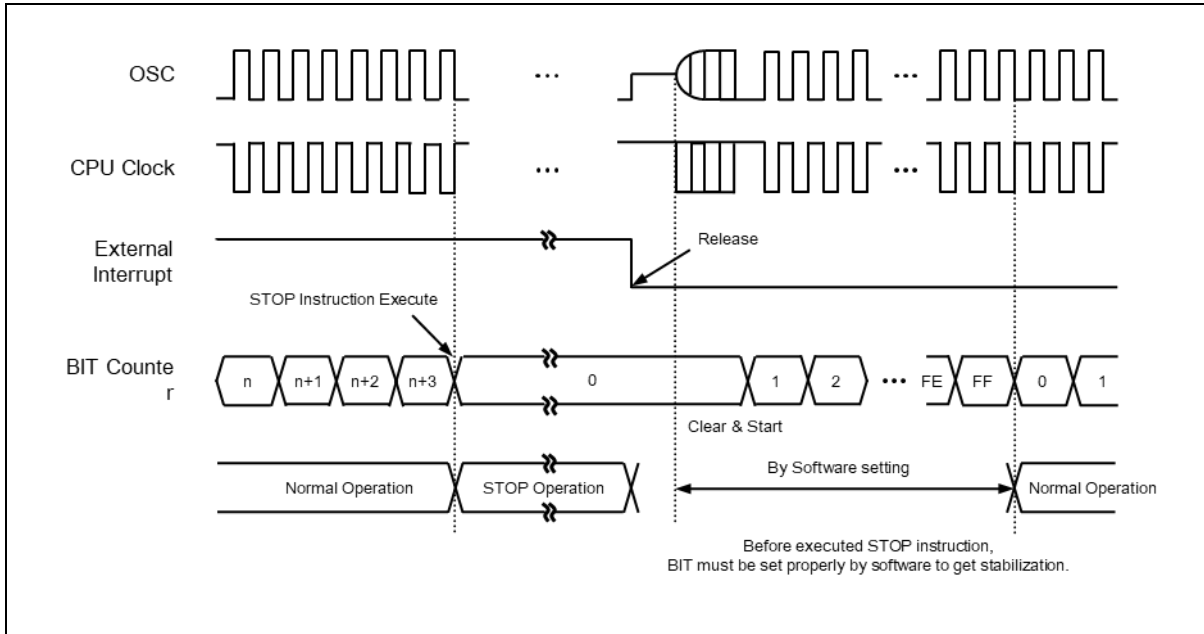 OSC
...
CPU Clock
...
External
Interrupt
Release
STOP Instruction Execute
BIT Counte
r
n n+1 n+2 n+3 0 1 2 ... FE FF 0 1
Clear & Start
By Software setting
Normal Operation STOP Operation Normal Operation
Before executed STOP instruction,
BIT must be set properly by software to get stabilization.